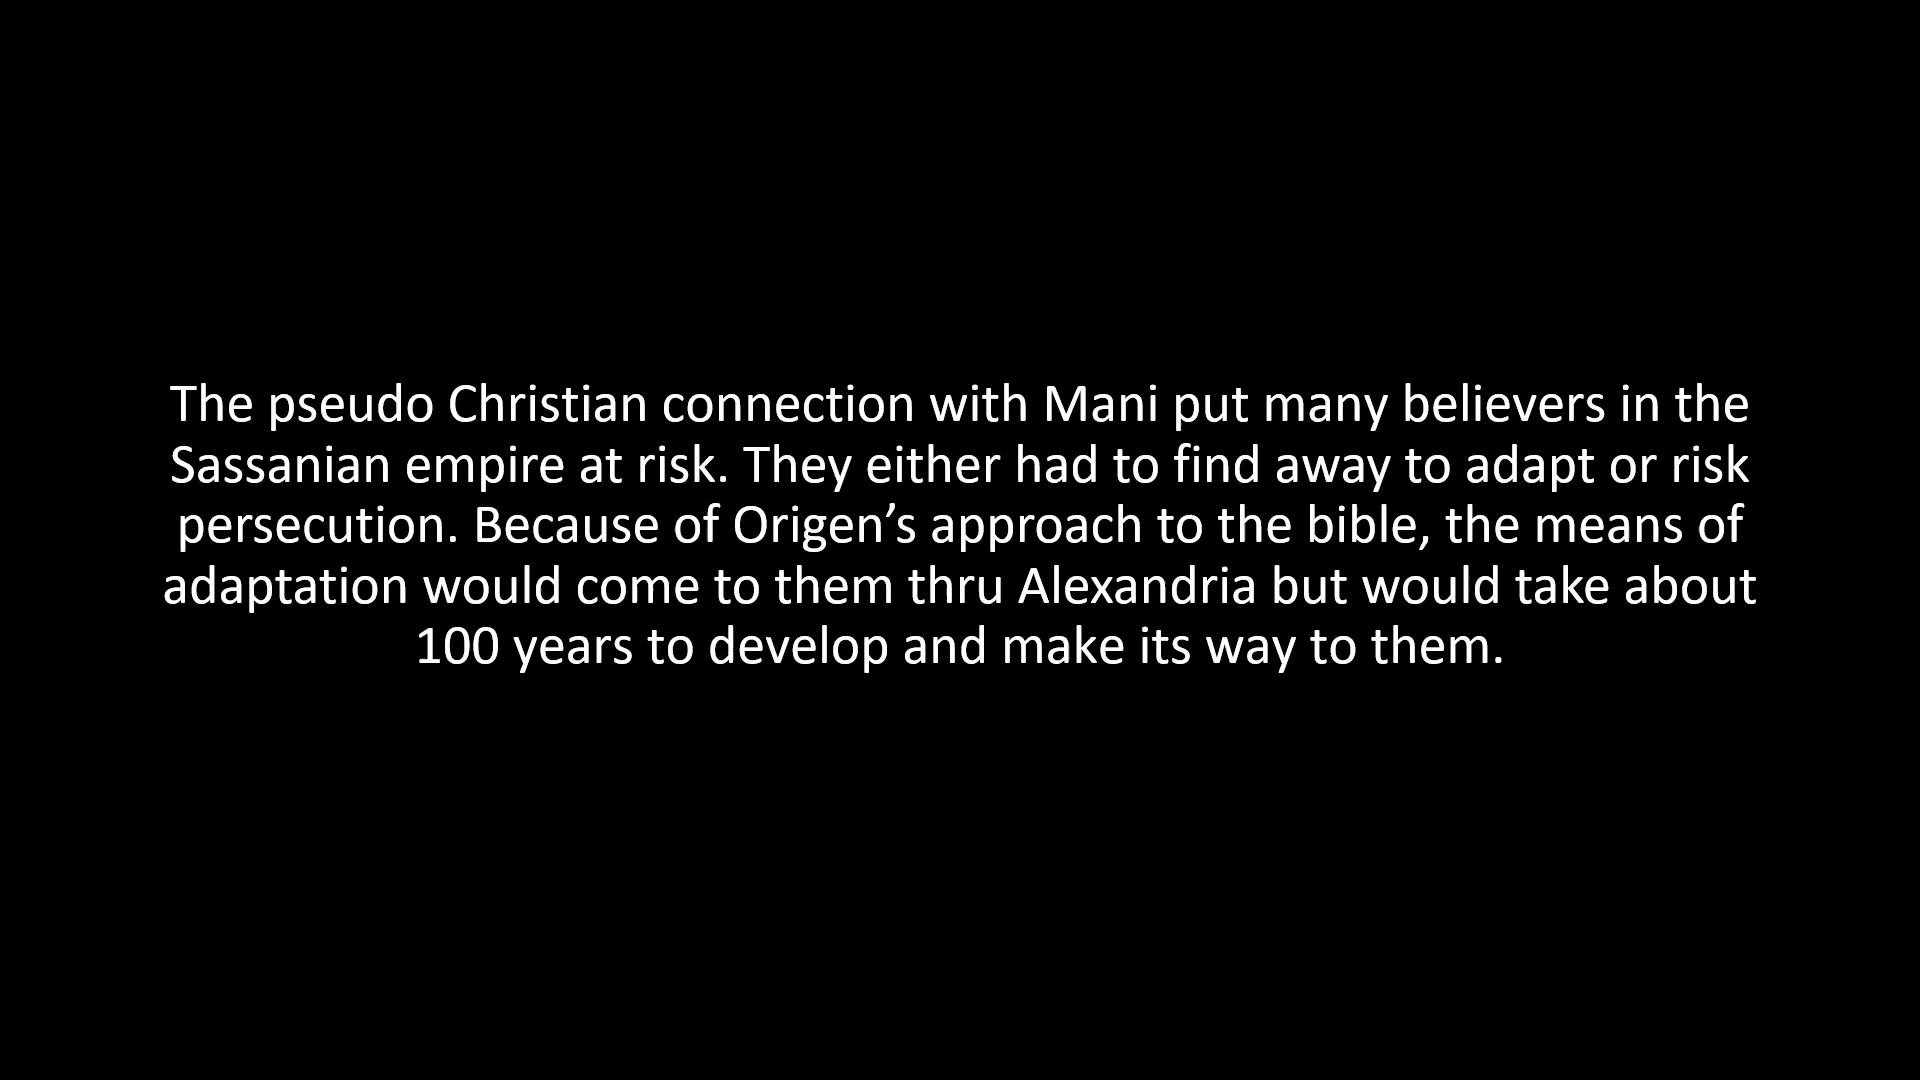 The pseudo Christian connection with Mani put many believers in the
Sassanian empire at risk. They either had to find away to adapt or risk
persecution. Because of Origen’s approach to the bible, the means of
adaptation would come to them thru Alexandria but would take about
100 years to develop and make its way to them.